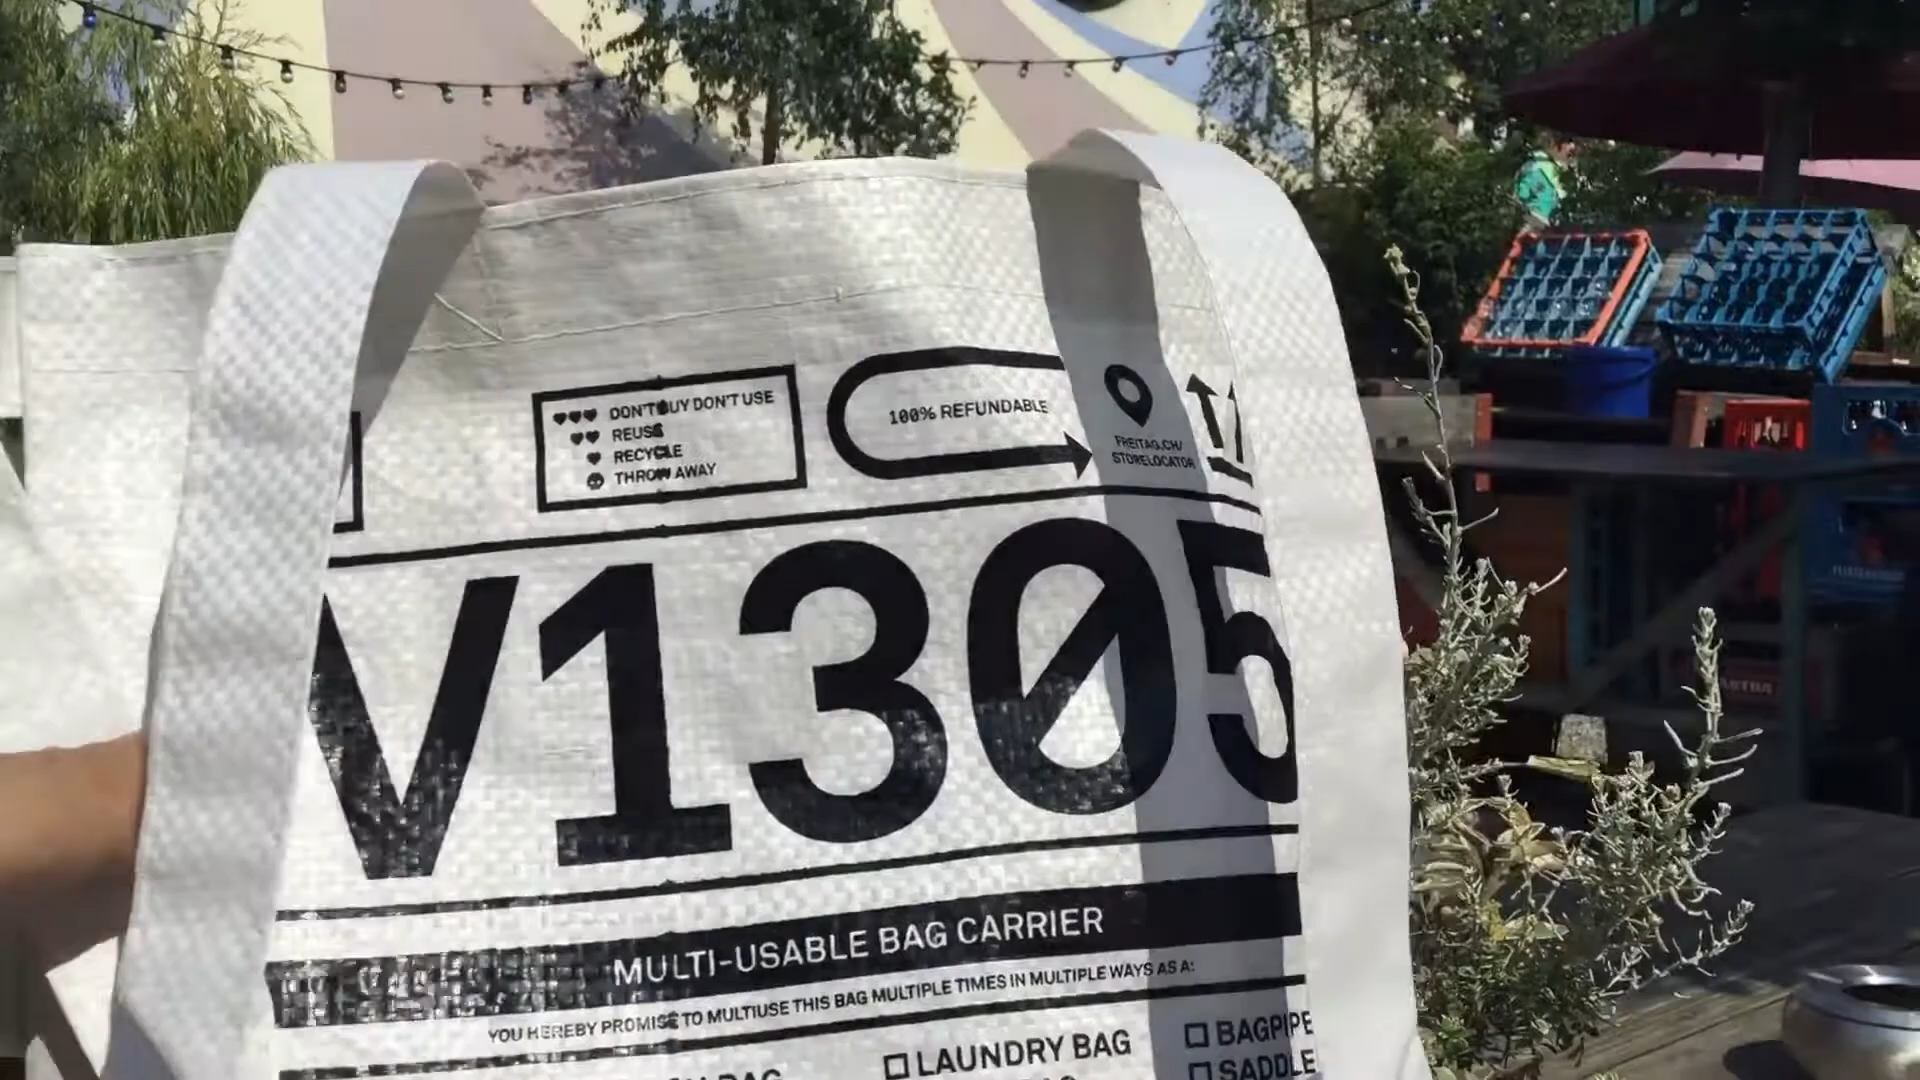 DON'T BUY DON'T USE
REUSE
RECYCLE
THROW AWAY
100% REFUNDABLE
FREITAG.CH/
STORELOCATOR
V1305
MULTI-USABLE BAG CARRIER
YOU HEREBY PROMISE TO MULTIUSE THIS BAG MULTIPLE TIMES IN MULTIPLE WAYS AS A:
LAUNDRY BAG
BAGPIPE
SADDLE
BAG